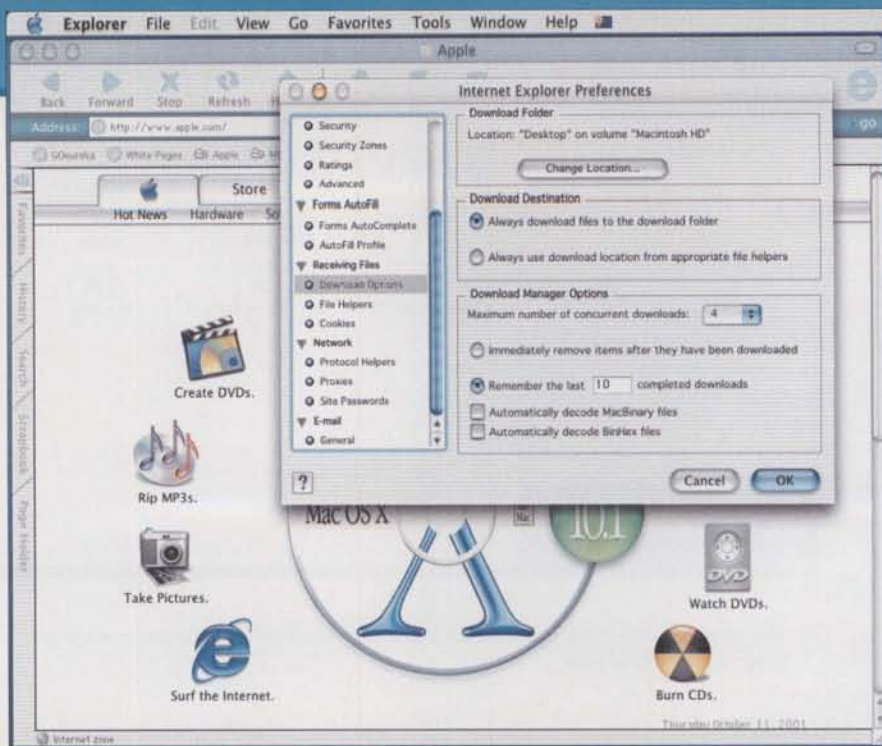 Explorer File Edit View Go Favorites Tools Window Help
Apple
Back Forward Stop Refresh
Address: http://www.apple.com/
go
GOeureka White Pages Apple
Favorites
History
Search
Scrapbook
Page Holder
Store
Hot News Hardware
Create DVDs.
Rip MP3s.
Take Pictures.
Surf the Internet.
Mac OS X
Mac
10.1
DVD
Watch DVDs.
Burn CDs.
Thursday October 11, 2001
Internet zone
Internet Explorer Preferences
Security
Security Zones
Ratings
Advanced
Forms AutoFill
Forms AutoComplete
AutoFill Profile
Receiving Files
Download Options
File Helpers
Cookies
Network
Protocol Helpers
Proxies
Site Passwords
E-mail
General
Download Folder
Location: "Desktop" on volume "Macintosh HD"
Change Location...
Download Destination
Always download files to the download folder
Always use download location from appropriate file helpers
Download Manager Options
Maximum number of concurrent downloads: 4
Immediately remove items after they have been downloaded
Remember the last 10 completed downloads
Automatically decode MacBinary files
Automatically decode BinHex files
?
Cancel OK